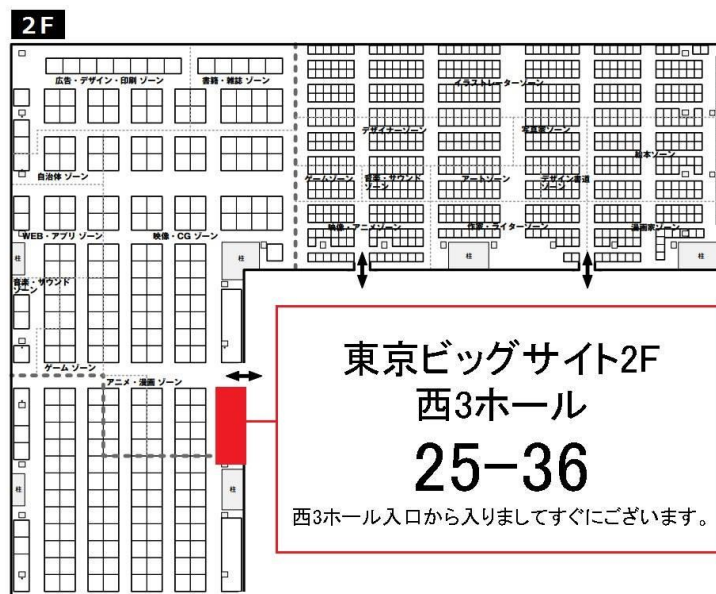 2F
広告・デザイン・印刷 ゾーン
書籍・雑誌 ゾーン
イラストレーターゾーン
デザイナーゾーン
写真家ゾーン
絵本ゾーン
自治体 ゾーン
ゲームゾーン
音楽・サウンド
ゾーン
アートゾーン
デザイン書道
ゾーン
WEB・アプリ ゾーン
映像・CG ゾーン
映像・アニメゾーン
作家・ライターゾーン
漫画家ゾーン
柱
柱
柱
柱
音楽・サウンド
ゾーン
ゲーム ゾーン
アニメ・漫画 ゾーン
柱
柱
東京ビッグサイト2F
西3ホール
25-36
西3ホール入口から入りましてすぐにございます。